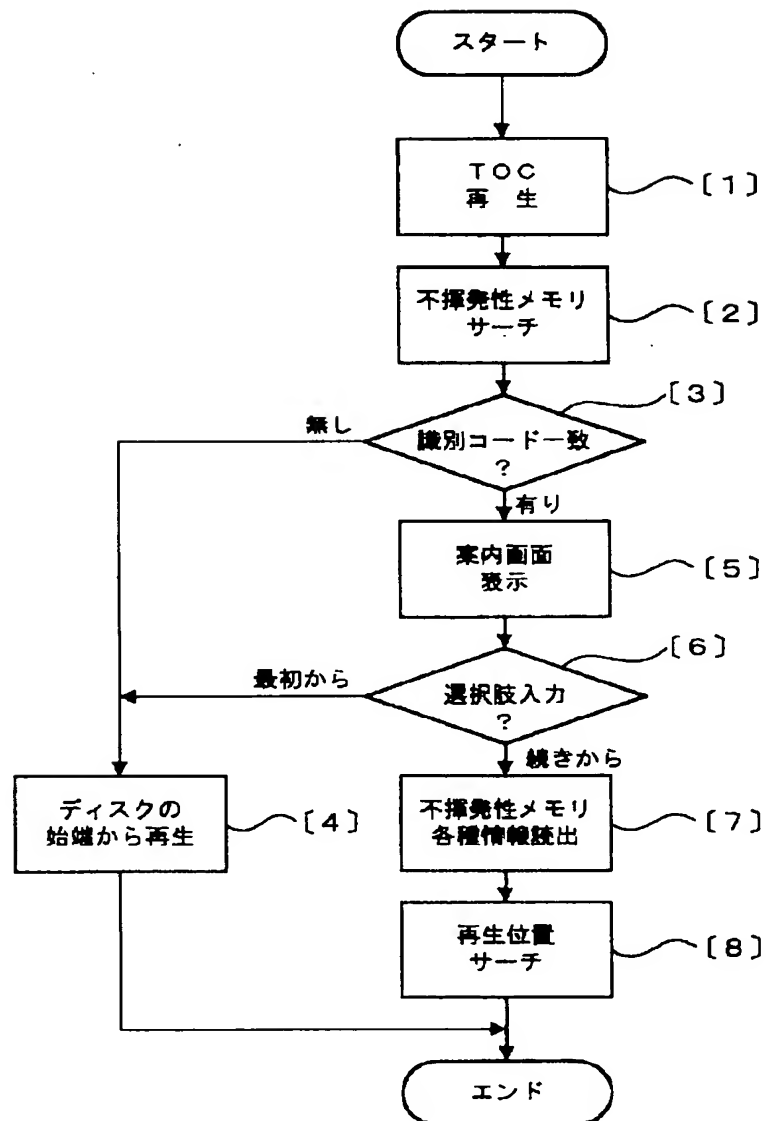 スタート
TOC
再 生
〔1〕
不揮発性メモリ
サーチ
〔2〕
〔3〕
無し
識別コード一致
?
有り
案内画面
表示
〔5〕
〔6〕
最初から
選択肢入力
?
続きから
ディスクの
始端から再生
〔4〕
不揮発性メモリ
各種情報読出
〔7〕
再生位置
サーチ
〔8〕
エンド